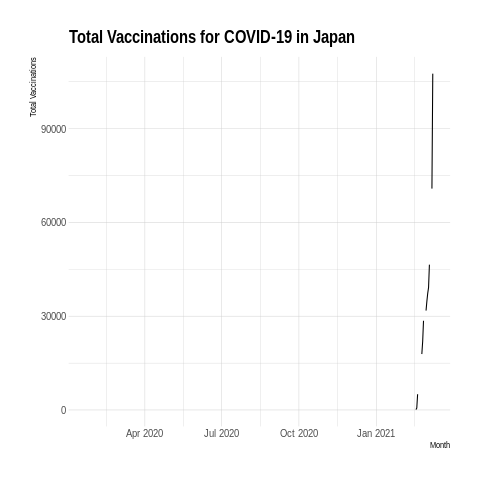 Total Vaccinations for COVID-19 in Japan
Total Vaccinations
90000
60000
30000
0
Apr 2020 Jul 2020 Oct 2020 Jan 2021
Month